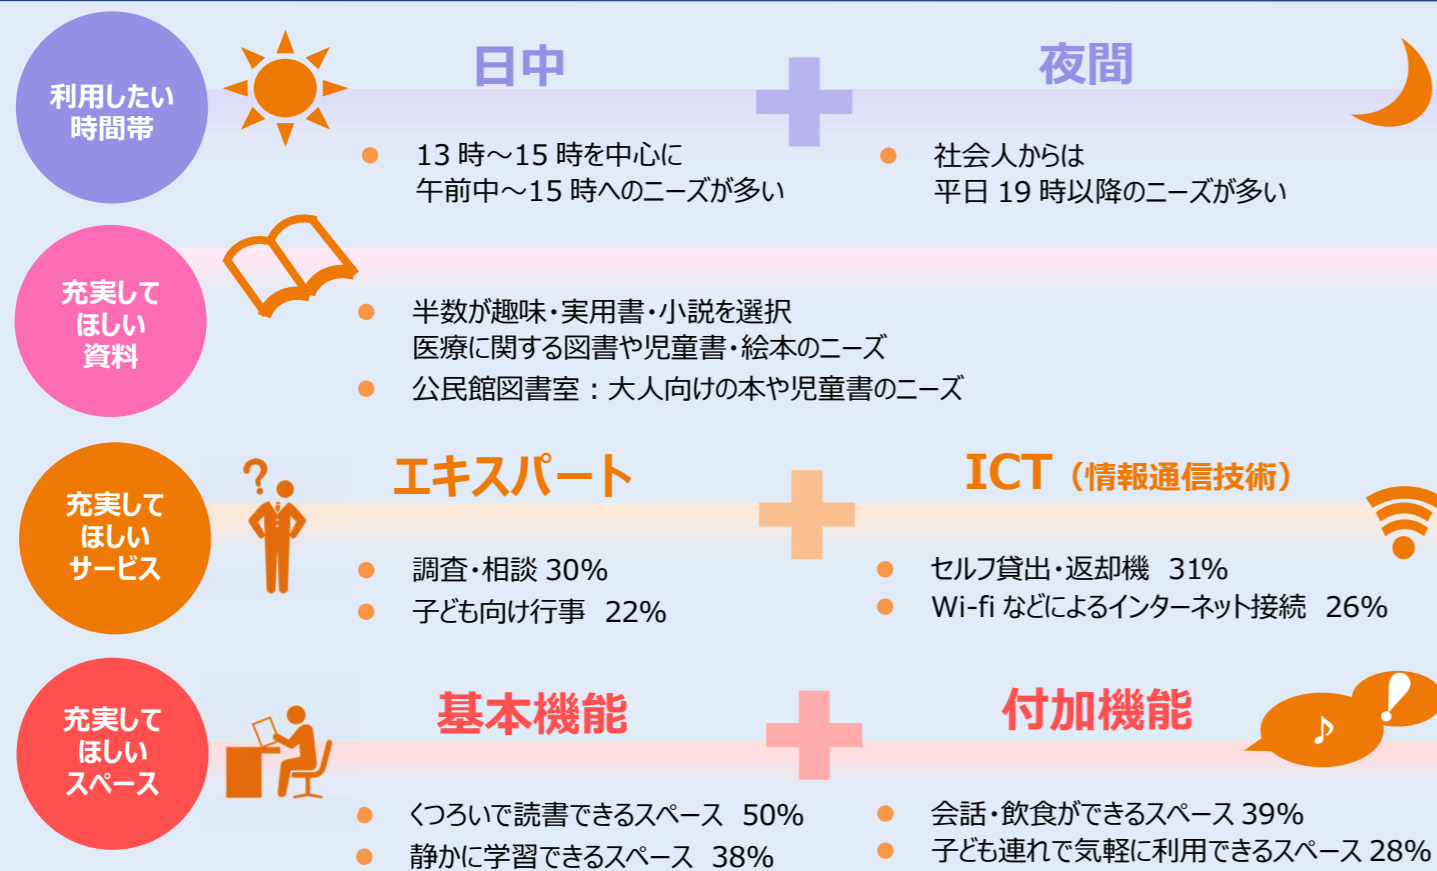 利用したい
時間帯
日中
夜間
13 時～15 時を中心に
午前中～15 時へのニーズが多い
社会人からは
平日 19 時以降のニーズが多い
充実して
ほしい
資料
半数が趣味・実用書・小説を選択
医療に関する図書や児童書・絵本のニーズ
公民館図書室：大人向けの本や児童書のニーズ
充実して
ほしい
サービス
エキスパート
ICT（情報通信技術）
調査・相談 30%
子ども向け行事 22%
セルフ貸出・返却機 31%
Wi-fi などによるインターネット接続 26%
充実して
ほしい
スペース
基本機能
付加機能
くつろいで読書できるスペース 50%
静かに学習できるスペース 38%
会話・飲食ができるスペース 39%
子ども連れで気軽に利用できるスペース 28%